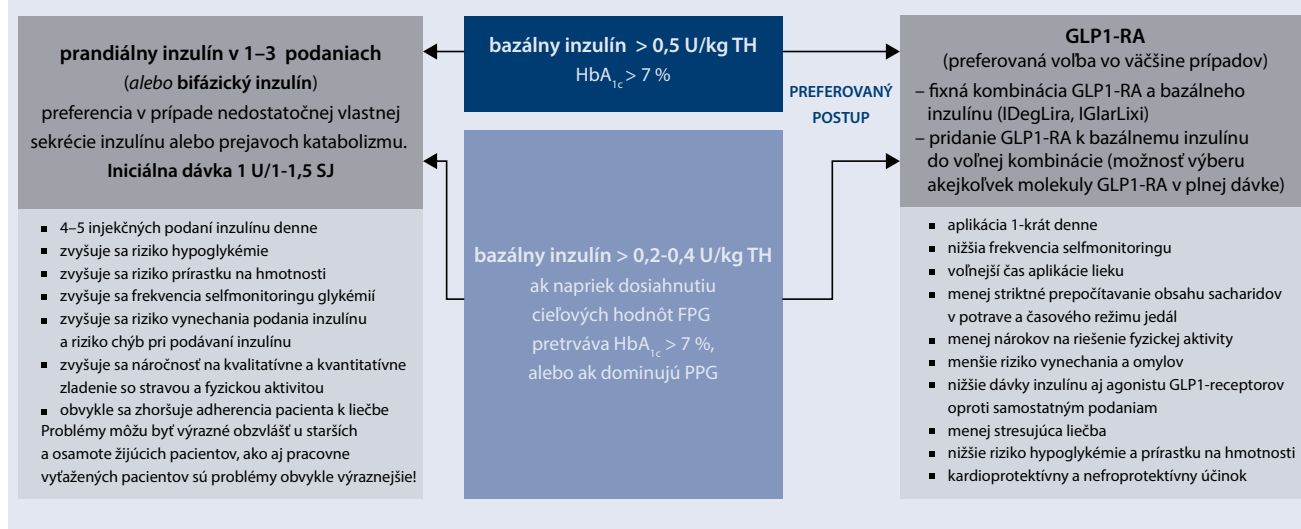 prandiálny inzulín v 1–3 podaniach
(alebo bifázický inzulín)
preferencia v prípade nedostatočnej vlastnej
sekrécie inzulínu alebo prejavoch katabolizmu.
Iniciálna dávka 1 U/1-1,5 SJ
▪ 4–5 injekčných podaní inzulínu denne
▪ zvyšuje sa riziko hypoglykémie
▪ zvyšuje sa riziko prírastku na hmotnosti
▪ zvyšuje sa frekvencia selfmonitoringu glykémií
▪ zvyšuje sa riziko vynechania podania inzulínu
a riziko chýb pri podávaní inzulínu
▪ zvyšuje sa náročnosť na kvalitatívne a kvantitatívne
zladenie so stravou a fyzickou aktivitou
▪ obvykle sa zhoršuje adherencia pacienta k liečbe
Problémy môžu byť výrazné obzvlášť u starších
a osamote žijúcich pacientov, ako aj pracovne
vyťažených pacientov sú problémy obvykle výraznejšie!
bazálny inzulín > 0,5 U/kg TH
HbA1c > 7 %
bazálny inzulín > 0,2-0,4 U/kg TH
ak napriek dosiahnutiu
cieľových hodnôt FPG
pretrváva HbA1c > 7 %,
alebo ak dominujú PPG
PREFEROVANÝ
POSTUP
GLP1-RA
(preferovaná voľba vo väčšine prípadov)
– fixná kombinácia GLP1-RA a bazálneho
inzulínu (IDegLira, IGlarLixi)
– pridanie GLP1-RA k bazálnemu inzulínu
do voľnej kombinácie (možnosť výberu
akejkoľvek molekuly GLP1-RA v plnej dávke)
▪ aplikácia 1-krát denne
▪ nižšia frekvencia selfmonitoringu
▪ voľnejší čas aplikácie lieku
▪ menej striktné prepočítavanie obsahu sacharidov
v potrave a časového režimu jedál
▪ menej nárokov na riešenie fyzickej aktivity
▪ menšie riziko vynechania a omylov
▪ nižšie dávky inzulínu aj agonistu GLP1-receptorov
oproti samostatným podaniam
▪ menej stresujúca liečba
▪ nižšie riziko hypoglykémie a prírastku na hmotnosti
▪ kardioprotektívny a nefroprotektívny účinok